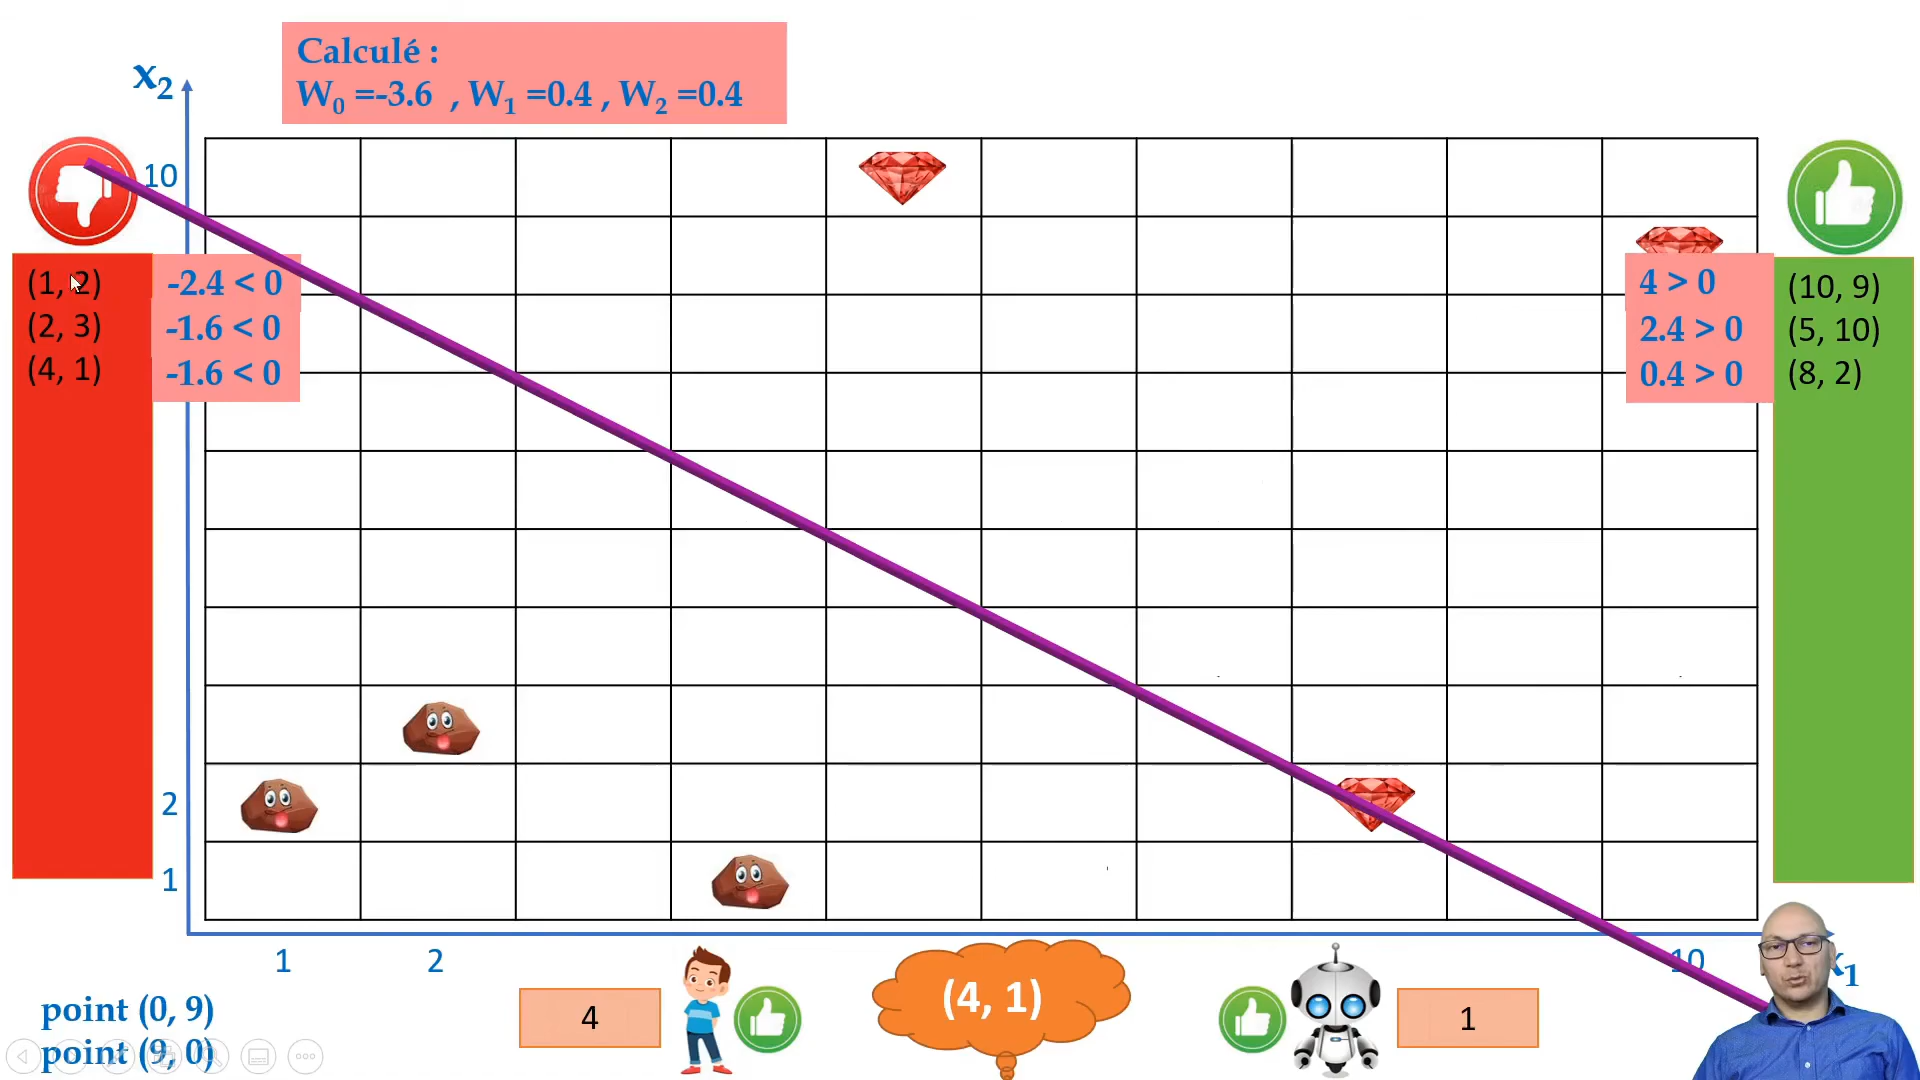 Calculé :
W₀ =-3.6 , W₁ =0.4 , W₂ =0.4
x₂
10
(1, 2)
(2, 3)
(4, 1)
-2.4 < 0
-1.6 < 0
-1.6 < 0
4 > 0
2.4 > 0
0.4 > 0
(10, 9)
(5, 10)
(8, 2)
2
1
1
2
10
x₁
point (0, 9)
point (9, 0)
4
(4, 1)
1